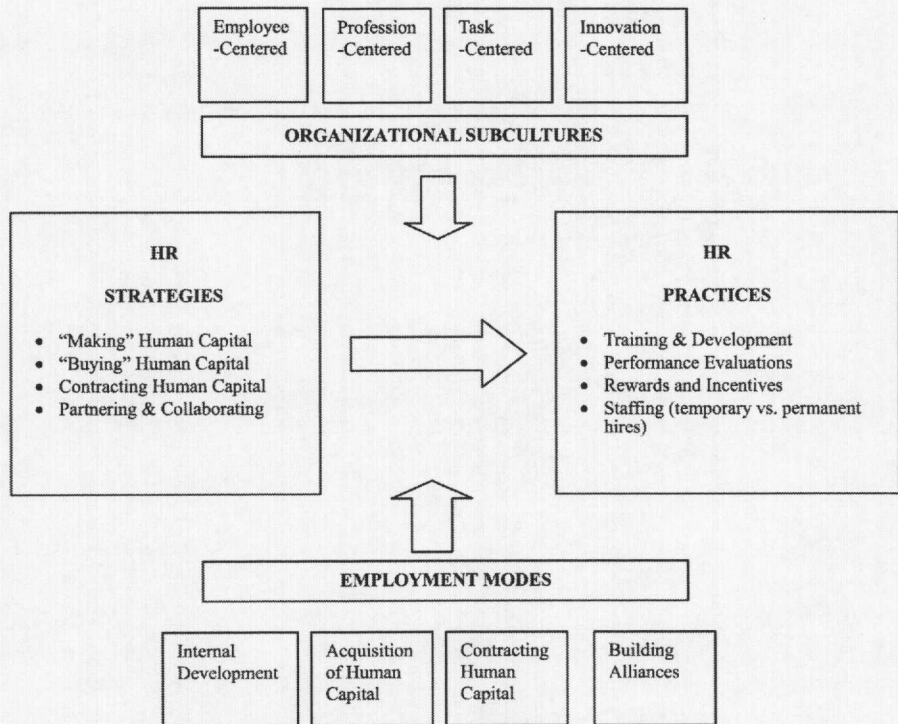 Employee
-Centered
Profession
-Centered
Task
-Centered
Innovation
-Centered
ORGANIZATIONAL SUBCULTURES
HR
STRATEGIES
• “Making” Human Capital
• “Buying” Human Capital
• Contracting Human Capital
• Partnering & Collaborating
HR
PRACTICES
• Training & Development
• Performance Evaluations
• Rewards and Incentives
• Staffing (temporary vs. permanent
hires)
EMPLOYMENT MODES
Internal
Development
Acquisition
of Human
Capital
Contracting
Human
Capital
Building
Alliances